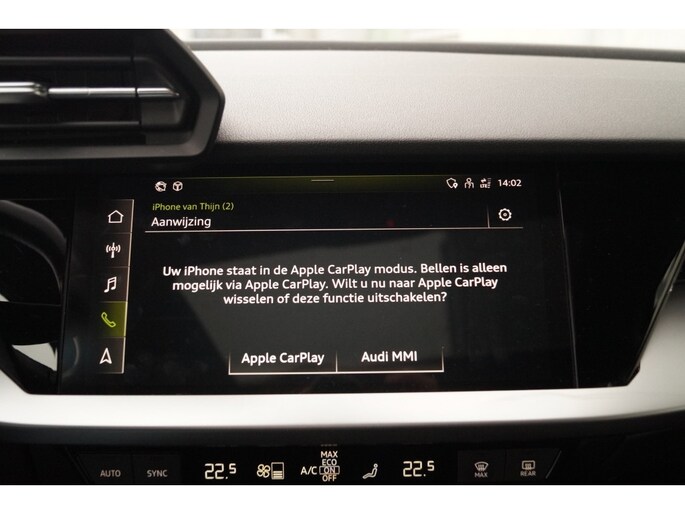 LTE 14:02
iPhone van Thijn (2)
Aanwijzing
Uw iPhone staat in de Apple CarPlay modus. Bellen is alleen
mogelijk via Apple CarPlay. Wilt u nu naar Apple CarPlay
wisselen of deze functie uitschakelen?
Apple CarPlay Audi MMI
MAX
ECO
AUTO SYNC 22.5 A/C ON 22.5 MAX REAR
OFF